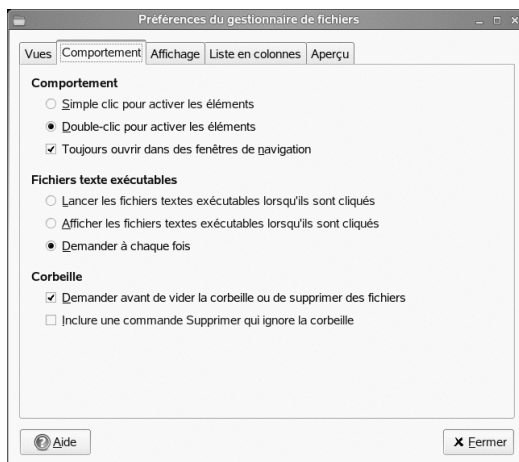 Préférences du gestionnaire de fichiers
Vues Comportement Affichage Liste en colonnes Aperçu
Comportement
Simple clic pour activer les éléments
Double-clic pour activer les éléments
Toujours ouvrir dans des fenêtres de navigation
Fichiers texte exécutables
Lancer les fichiers textes exécutables lorsqu'ils sont cliqués
Afficher les fichiers textes exécutables lorsqu'ils sont cliqués
Demander à chaque fois
Corbeille
Demander avant de vider la corbeille ou de supprimer des fichiers
Inclure une commande Supprimer qui ignore la corbeille
Aide Fermer